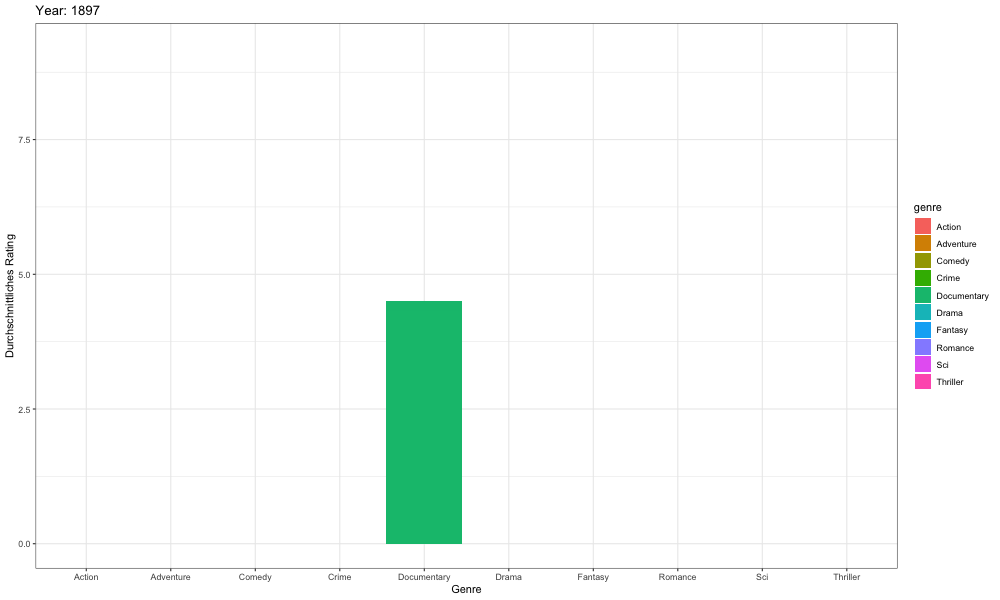 Year: 1897
Durchschnittliches Rating
7.5
5.0
2.5
0.0
Action Adventure Comedy Crime Documentary Drama Fantasy Romance Sci Thriller
Genre
genre
Action
Adventure
Comedy
Crime
Documentary
Drama
Fantasy
Romance
Sci
Thriller